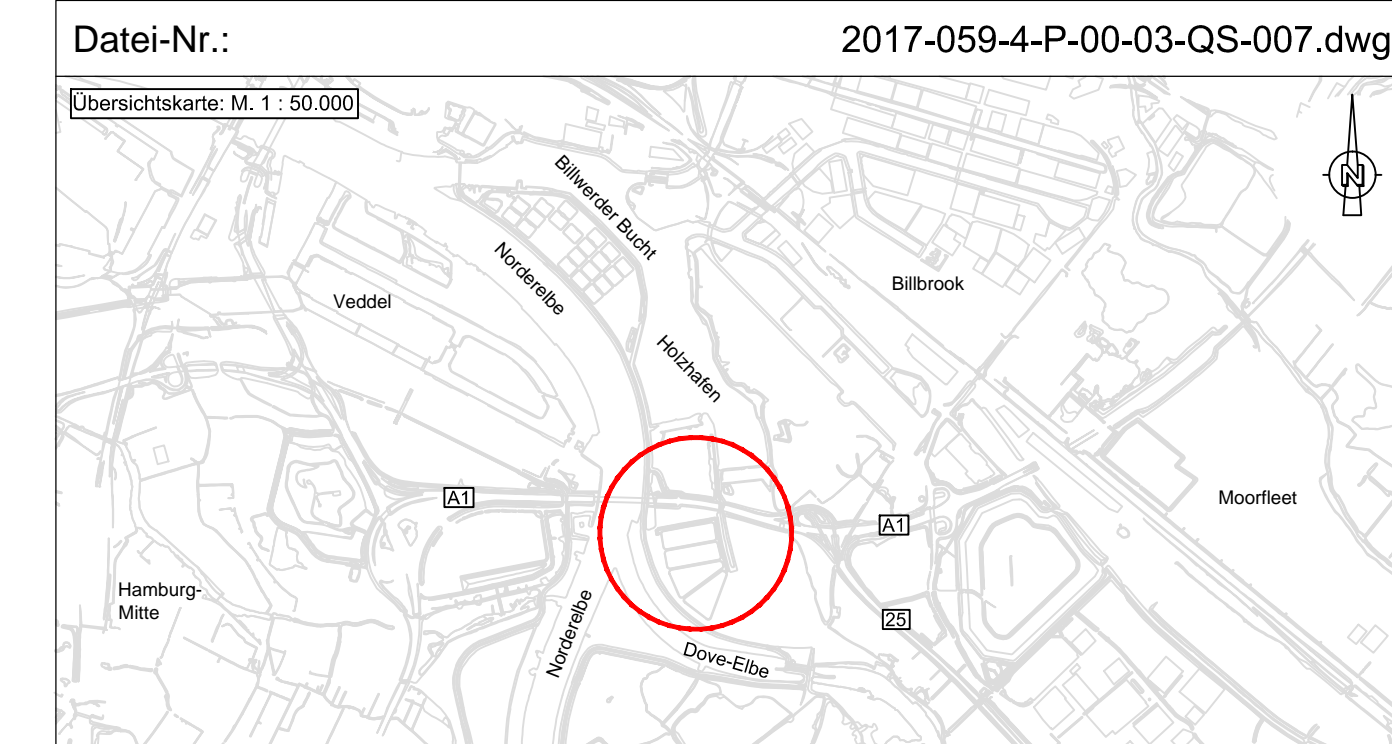 Datei-Nr.: 2017-059-4-P-00-03-QS-007.dwg
Übersichtskarte: M. 1 : 50.000
N
Billwerder Bucht
Norderelbe
Veddel
Billbrook
Holzhafen
A1
A1
Moorfleet
Hamburg-
Mitte
Norderelbe
25
Dove-Elbe